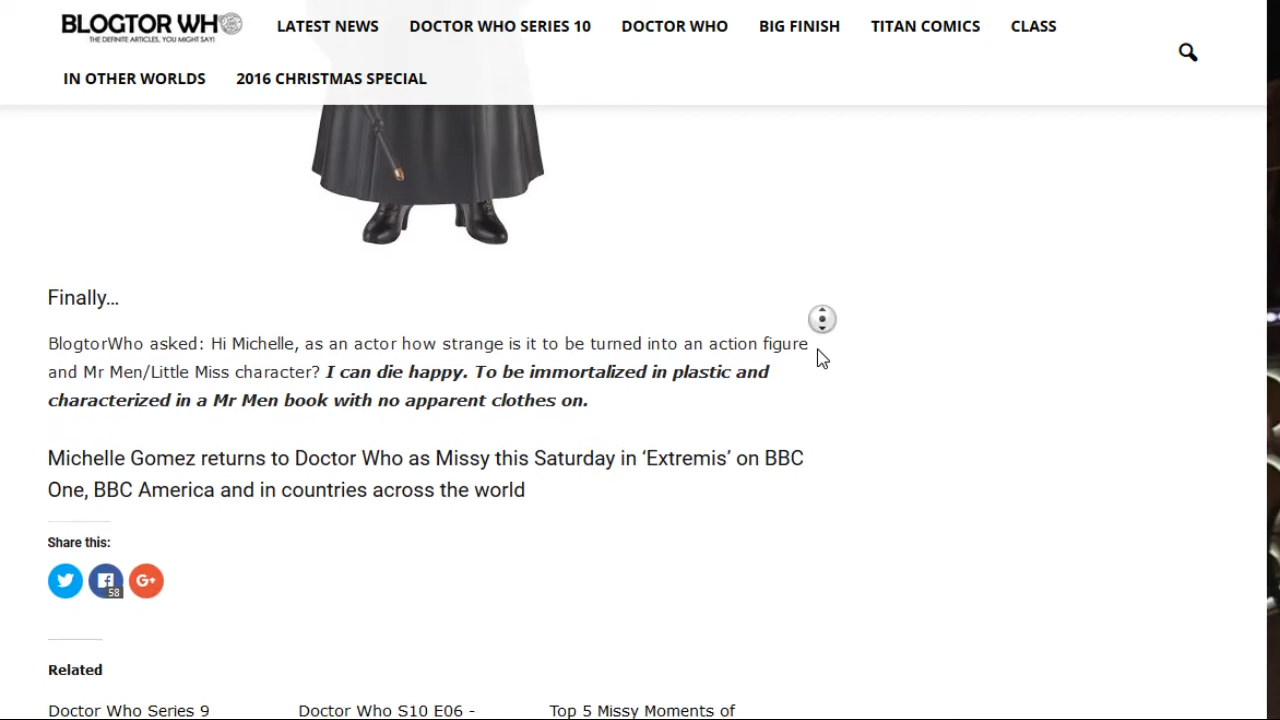 BLOGTOR WHO
THE DEFINITE ARTICLES, YOU MIGHT SAY!
LATEST NEWS DOCTOR WHO SERIES 10 DOCTOR WHO BIG FINISH TITAN COMICS CLASS
IN OTHER WORLDS 2016 CHRISTMAS SPECIAL
Finally…
BlogtorWho asked: Hi Michelle, as an actor how strange is it to be turned into an action figure
and Mr Men/Little Miss character? I can die happy. To be immortalized in plastic and
characterized in a Mr Men book with no apparent clothes on.
Michelle Gomez returns to Doctor Who as Missy this Saturday in ‘Extremis’ on BBC
One, BBC America and in countries across the world
Share this:
58
G+
Related
Doctor Who Series 9 Doctor Who S10 E06 - Top 5 Missy Moments of